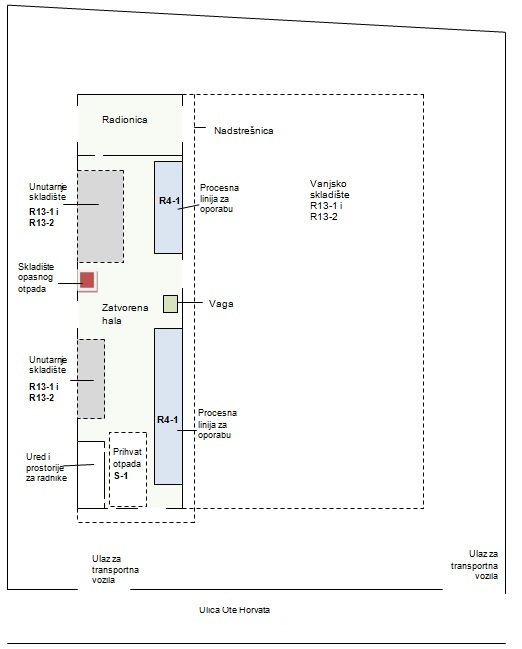 Radionica
Nadstrešnica
Unutarnje
skladište
R13-1 i
R13-2
R4-1
Procesna
linija za
oporabu
Vanjsko
skladište
R13-1 i
R13-2
Skladište
opasnog
otpada
Zatvorena
hala
Vaga
Unutarnje
skladište
R13-1 i
R13-2
R4-1
Procesna
linija za
oporabu
Ured i
prostorije
za radnike
Prihvat
otpada
S-1
Ulaz za
transportna
vozila
Ulaz za
transportna
vozila
Ulica Ote Horvata